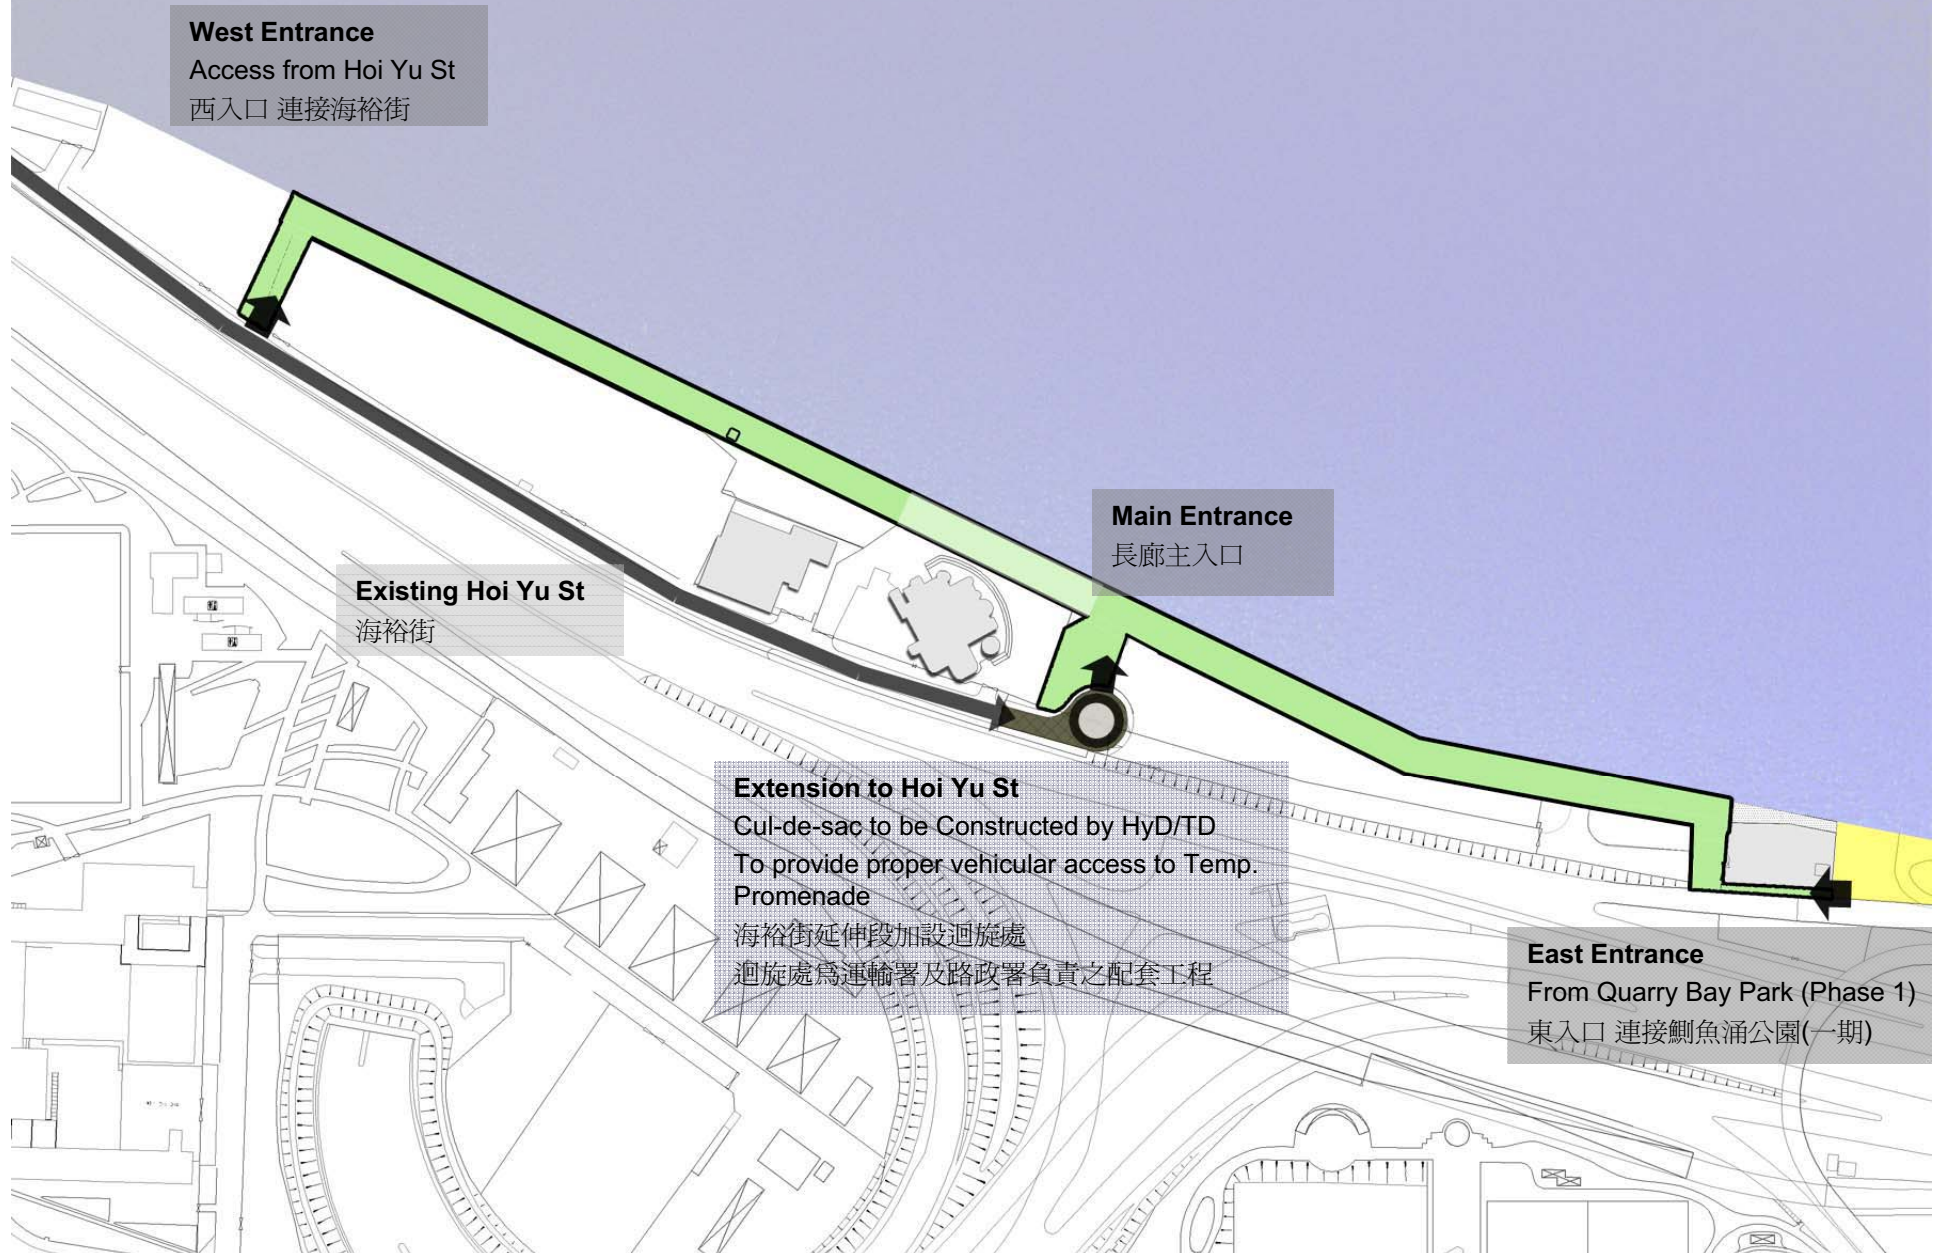 West Entrance
Access from Hoi Yu St
西入口 連接海裕街
Main Entrance
長廊主入口
Existing Hoi Yu St
海裕街
Extension to Hoi Yu St
Cul-de-sac to be Constructed by HyD/TD
To provide proper vehicular access to Temp.
Promenade
海裕街延伸段加設迴旋處
迴旋處爲運輸署及路政署負責之配套工程
East Entrance
From Quarry Bay Park (Phase 1)
東入口 連接鰂魚涌公園(一期)